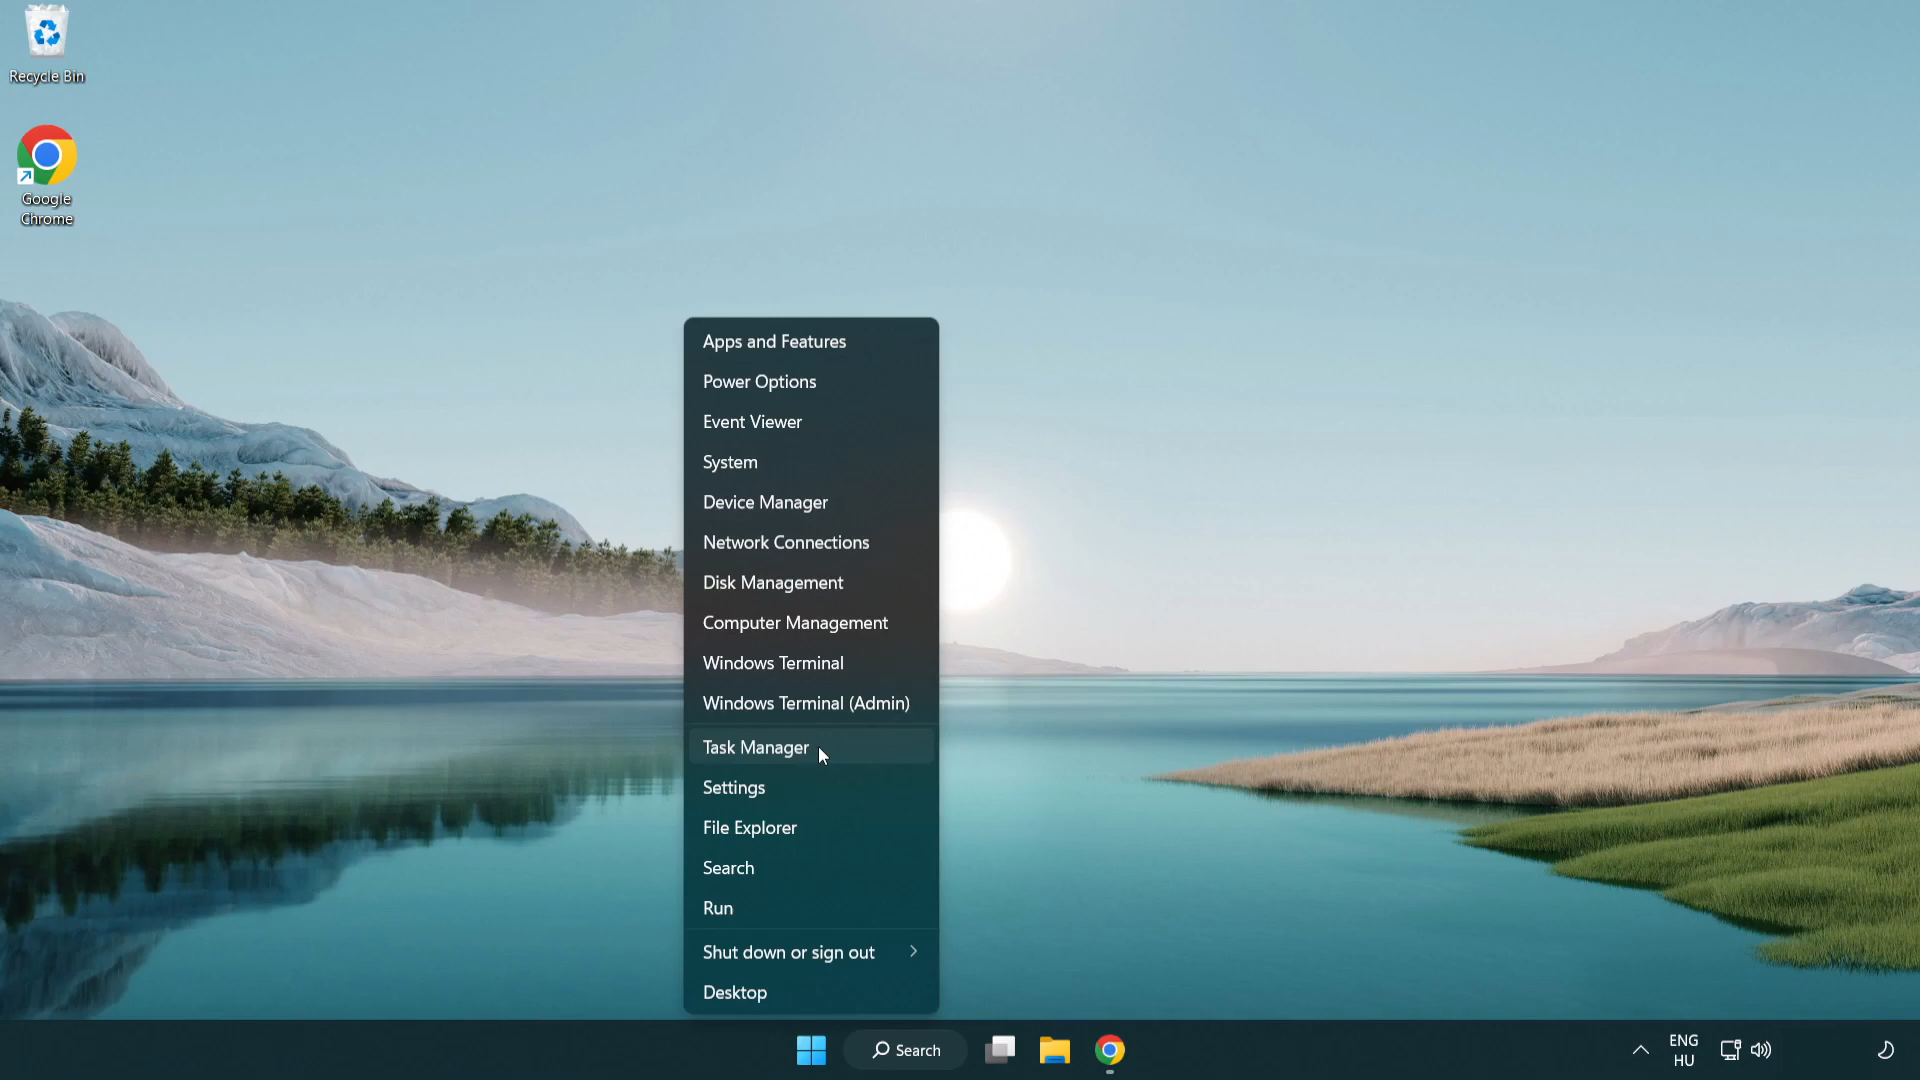 Recycle Bin
Google
Chrome
Apps and Features
Power Options
Event Viewer
System
Device Manager
Network Connections
Disk Management
Computer Management
Windows Terminal
Windows Terminal (Admin)
Task Manager
Settings
File Explorer
Search
Run
Shut down or sign out
Desktop
Search
ENG
HU